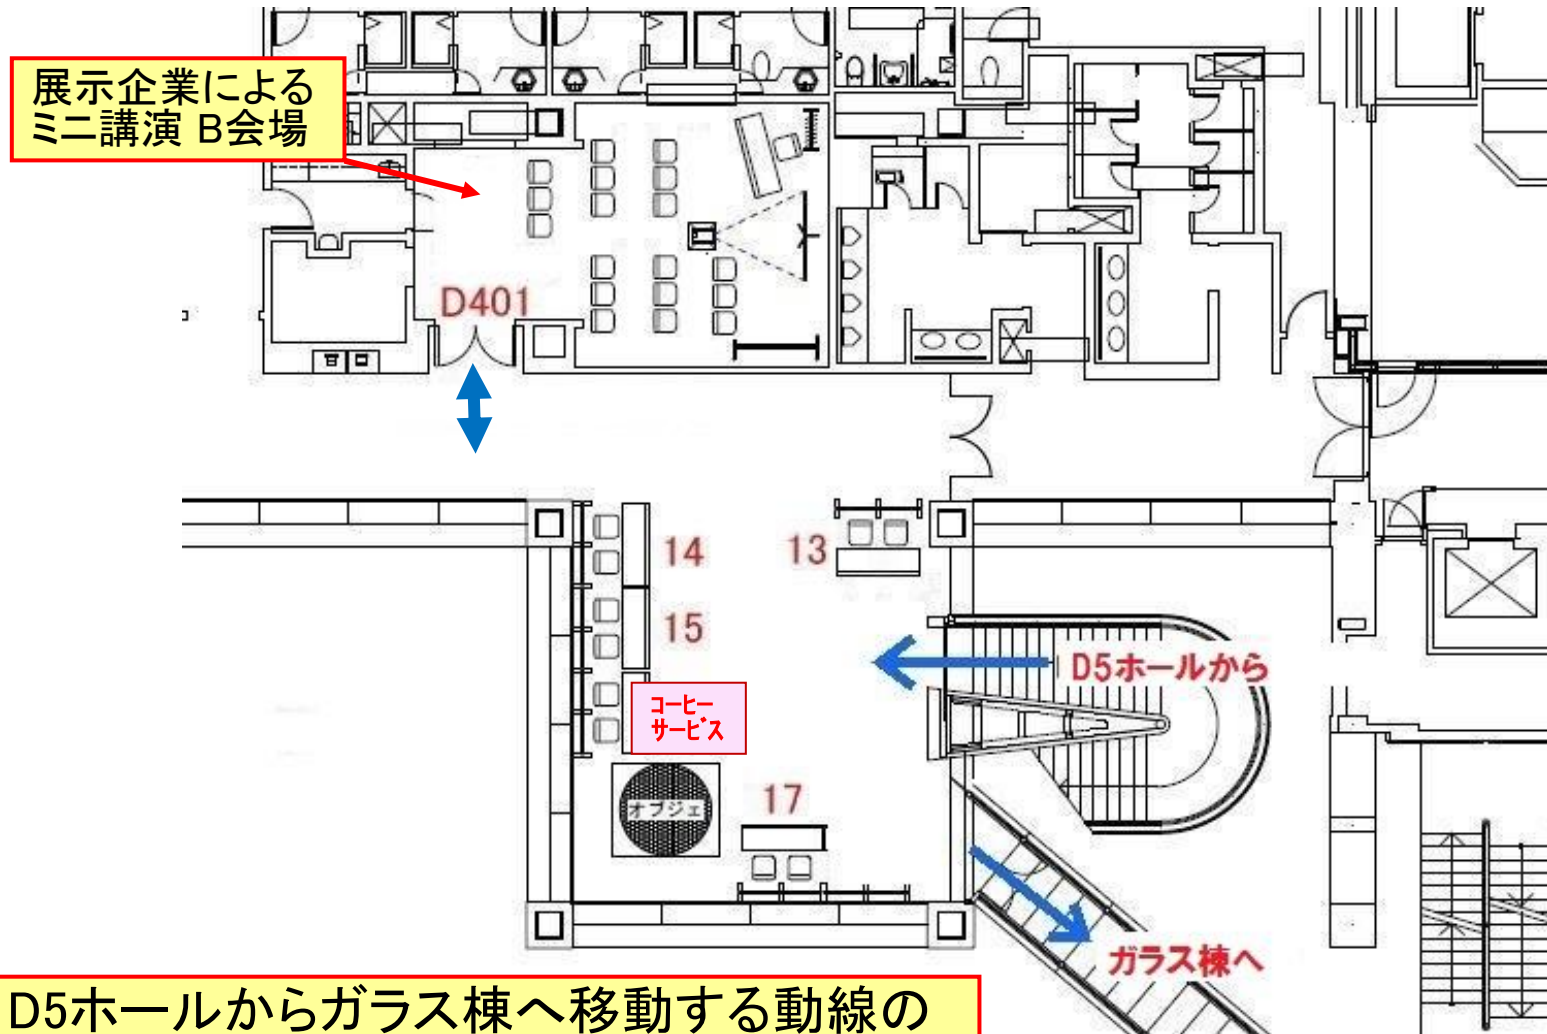 展示企業による
ミニ講演 B会場
D401
14
13
15
D5ホールから
コーヒー
サービス
オブジェ
17
ガラス棟へ
D5ホールからガラス棟へ移動する動線の